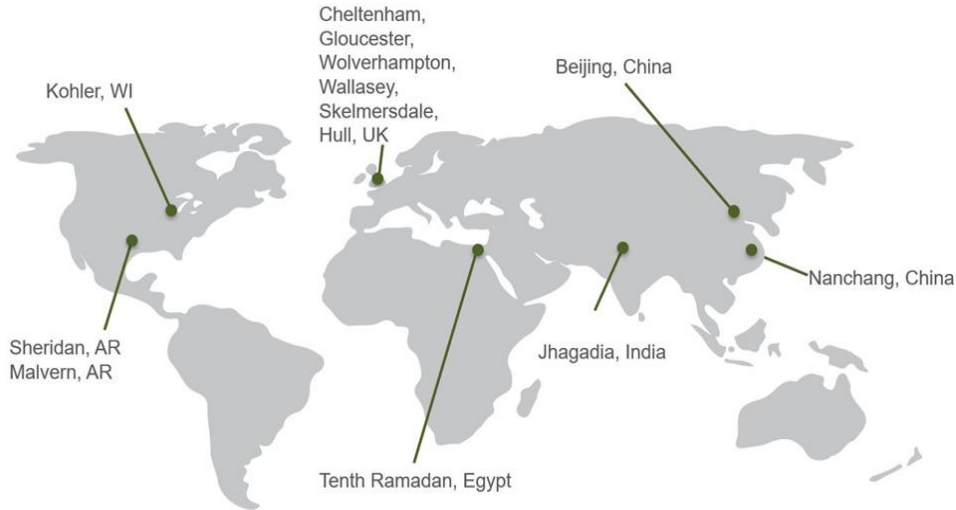 Cheltenham,
Gloucester,
Wolverhampton,
Wallasey,
Skelmersdale,
Hull, UK
Kohler, WI
Beijing, China
Nanchang, China
Sheridan, AR
Malvern, AR
Jhagadia, India
Tenth Ramadan, Egypt